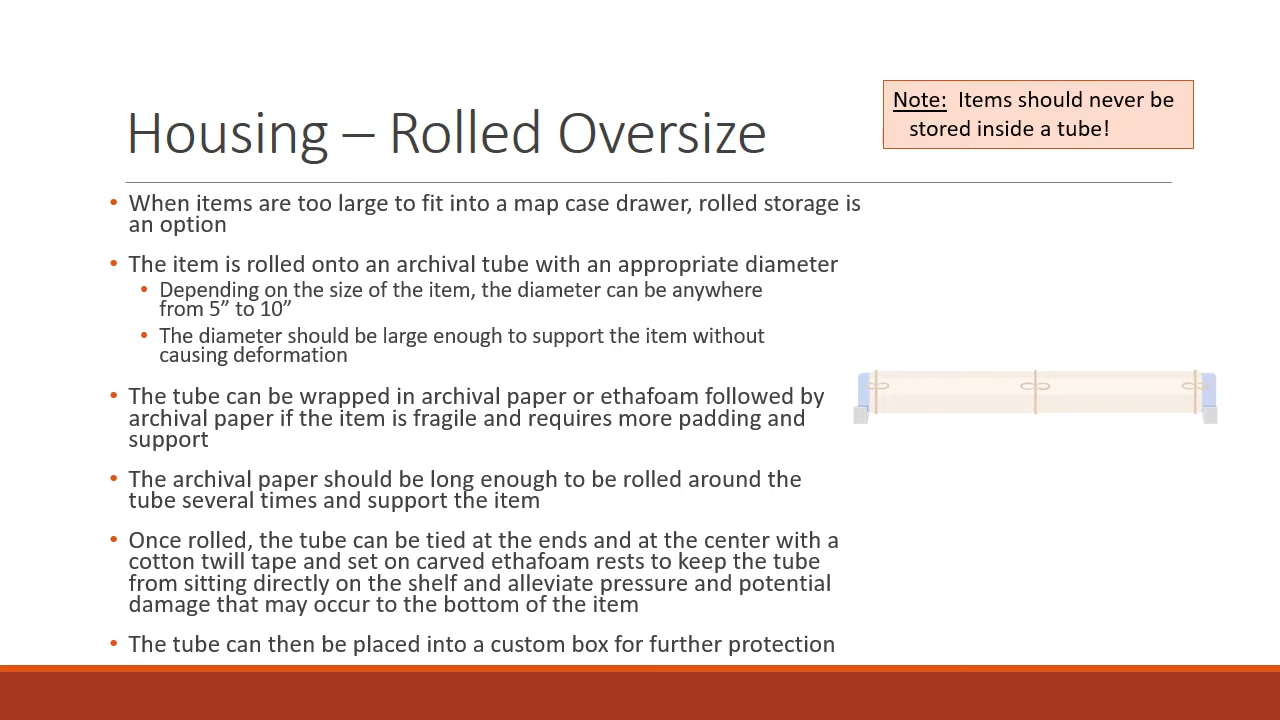 Note: Items should never be
stored inside a tube!
Housing – Rolled Oversize
• When items are too large to fit into a map case drawer, rolled storage is
an option
• The item is rolled onto an archival tube with an appropriate diameter
• Depending on the size of the item, the diameter can be anywhere
from 5” to 10”
• The diameter should be large enough to support the item without
causing deformation
• The tube can be wrapped in archival paper or ethafoam followed by
archival paper if the item is fragile and requires more padding and
support
• The archival paper should be long enough to be rolled around the
tube several times and support the item
• Once rolled, the tube can be tied at the ends and at the center with a
cotton twill tape and set on carved ethafoam rests to keep the tube
from sitting directly on the shelf and alleviate pressure and potential
damage that may occur to the bottom of the item
• The tube can then be placed into a custom box for further protection